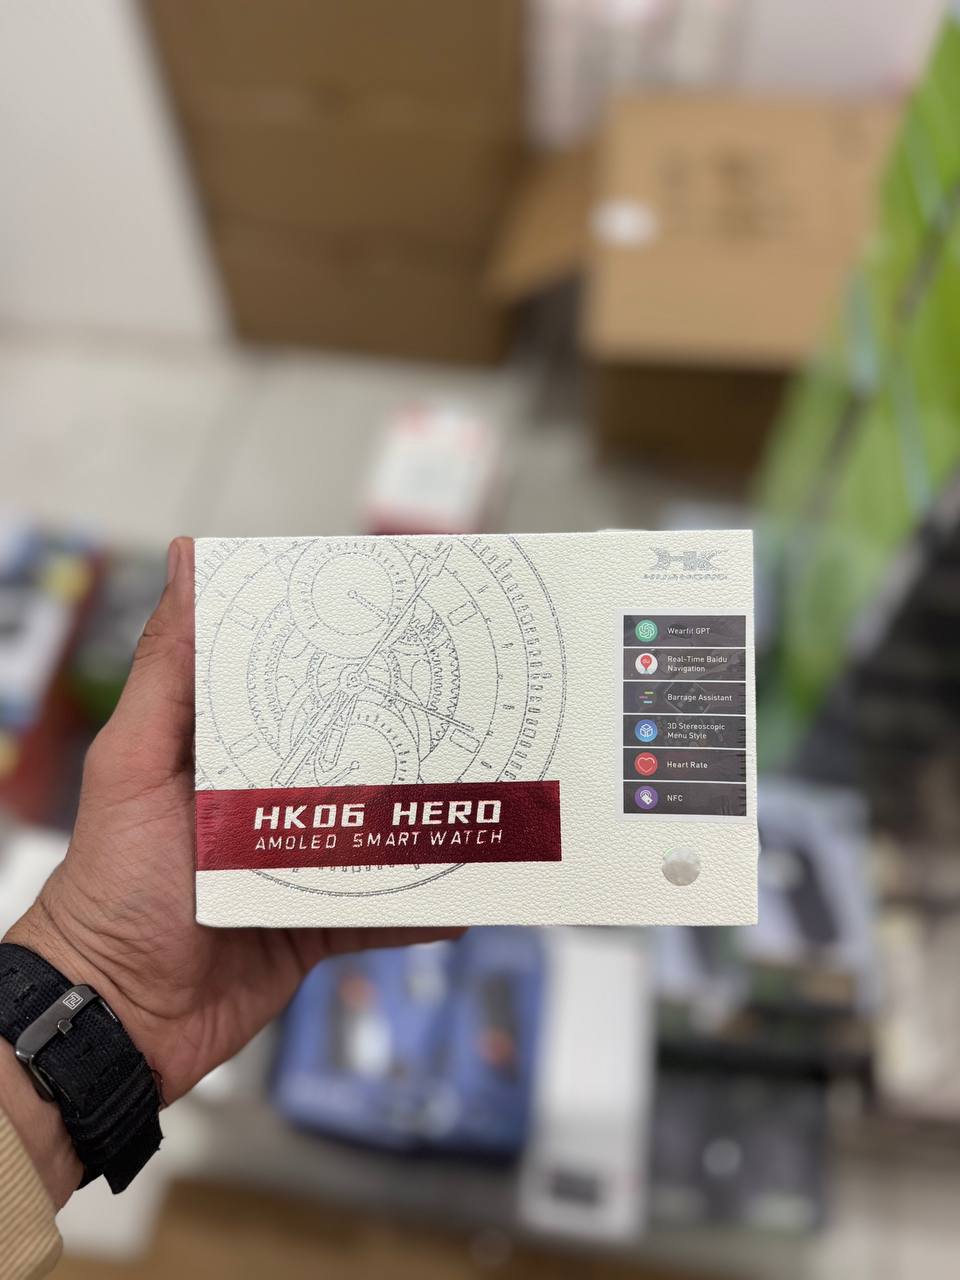 HK
HK06 HERO
AMOLED SMART WATCH
Wearfit GPT
Real-Time Baidu
Navigation
Barrage Assistant
3D Stereoscopic
Menu Style
Heart Rate
NFC